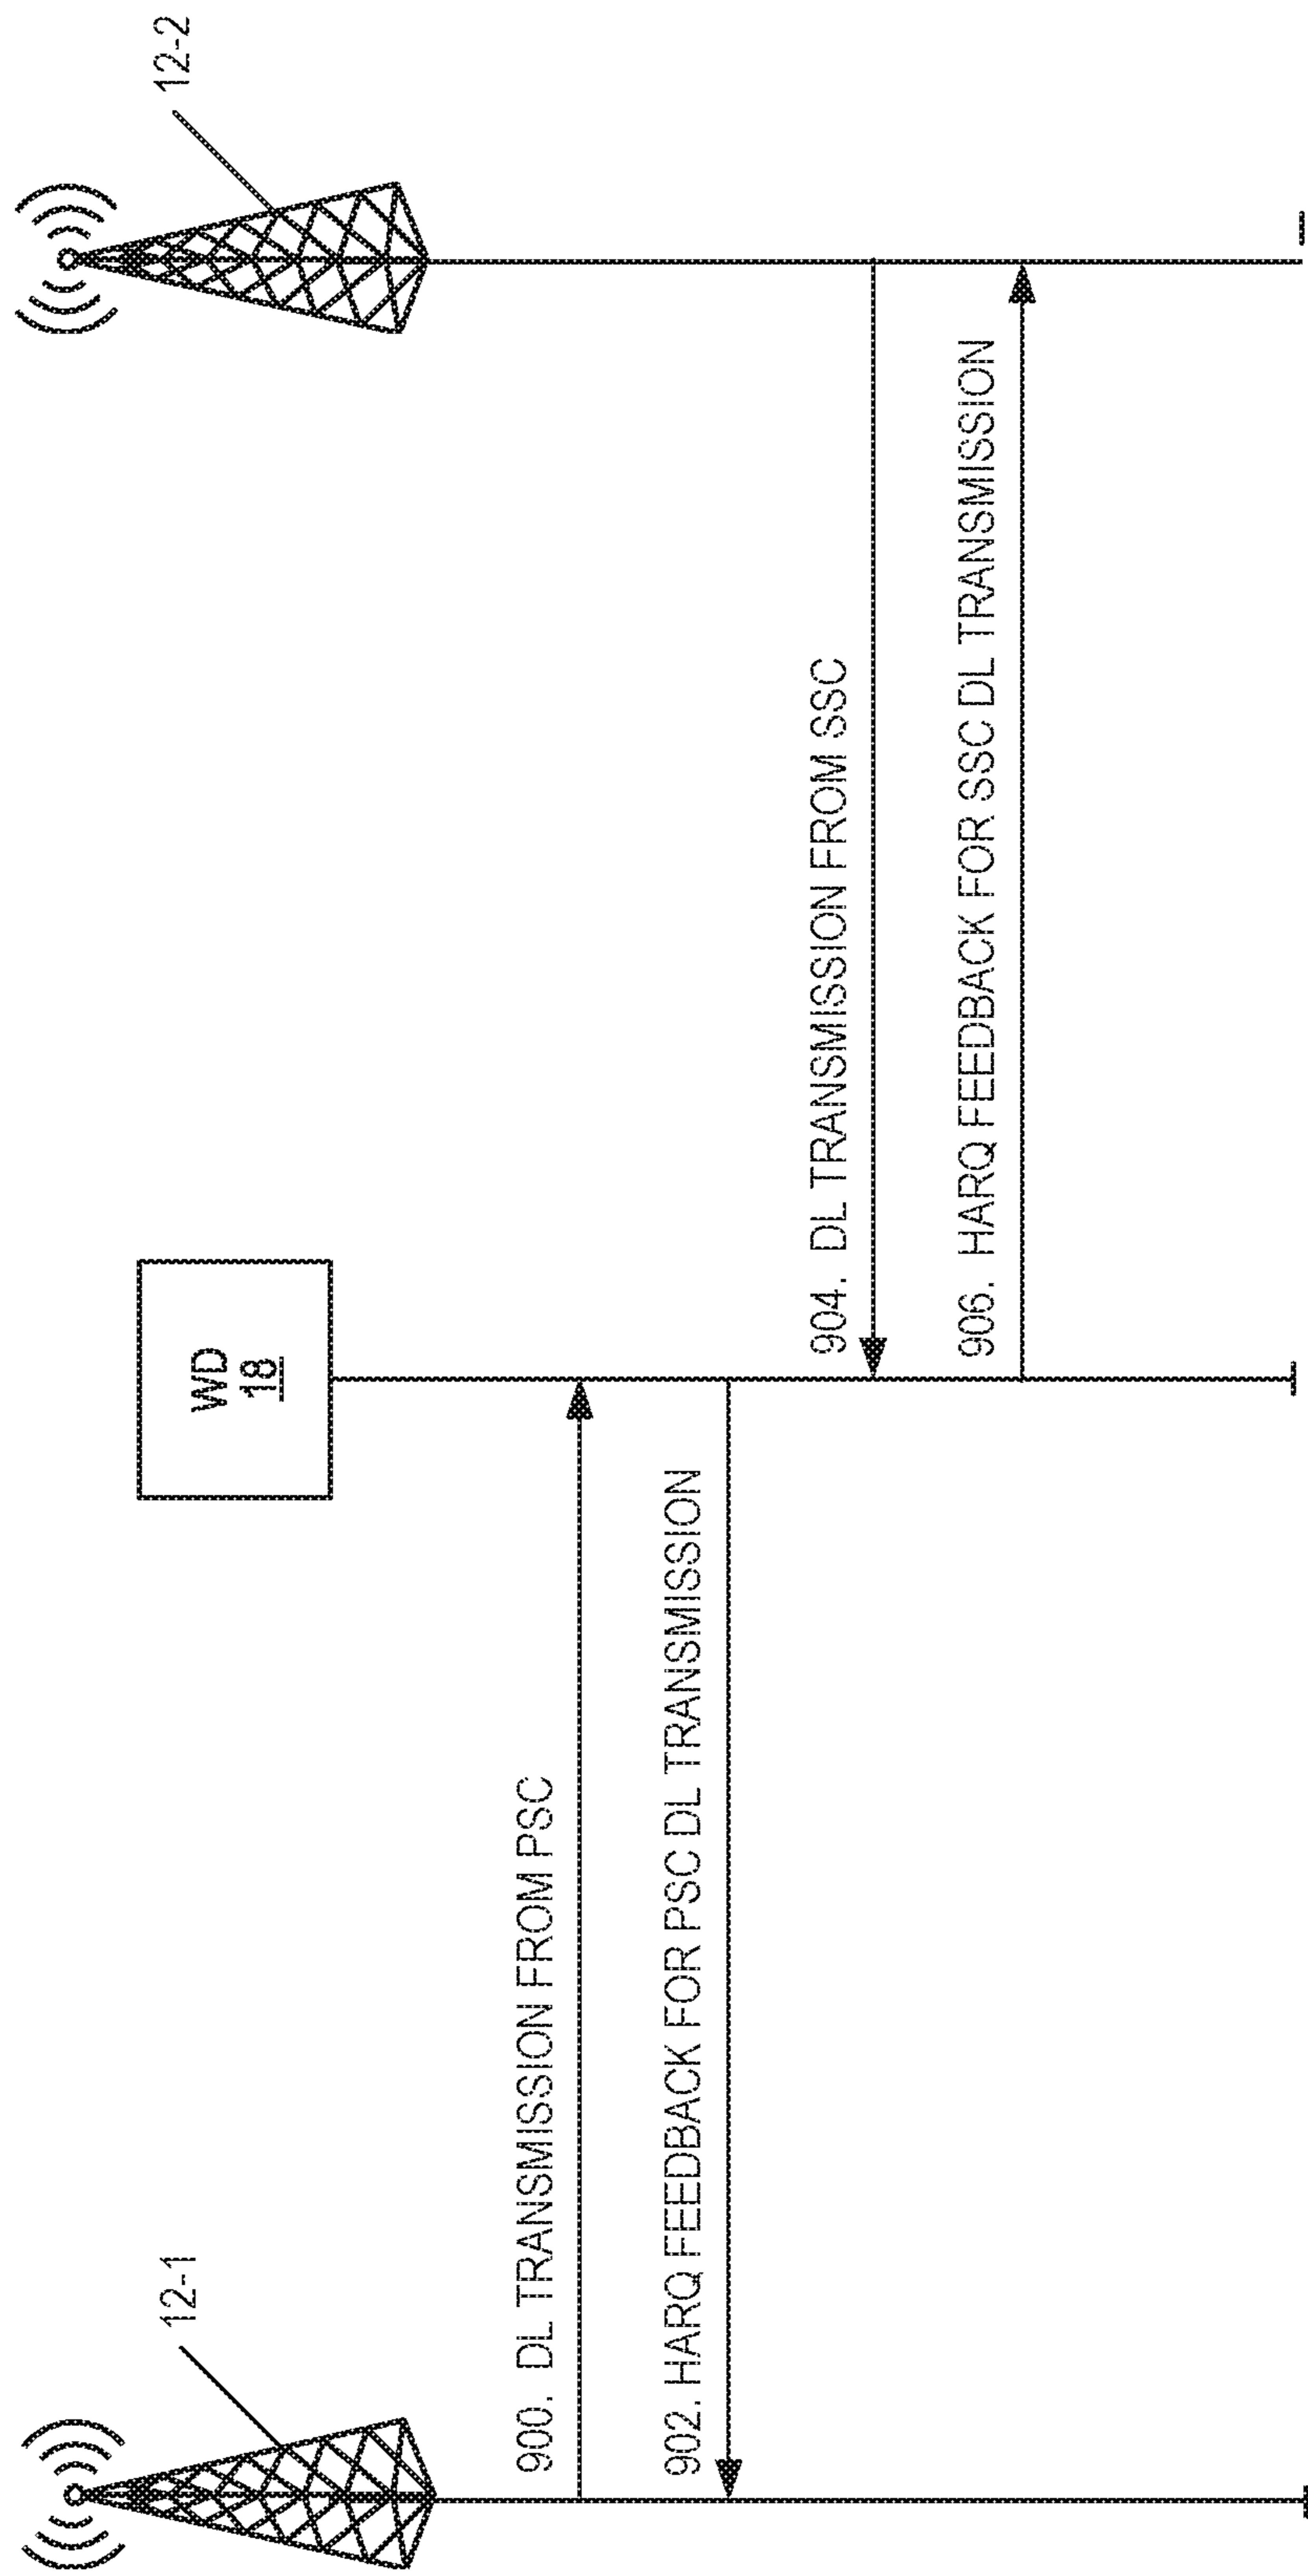 12-1
WD
18
12-2
900. DL TRANSMISSION FROM PSC
902. HARQ FEEDBACK FOR PSC DL TRANSMISSION
904. DL TRANSMISSION FROM SSC
906. HARQ FEEDBACK FOR SSC DL TRANSMISSION